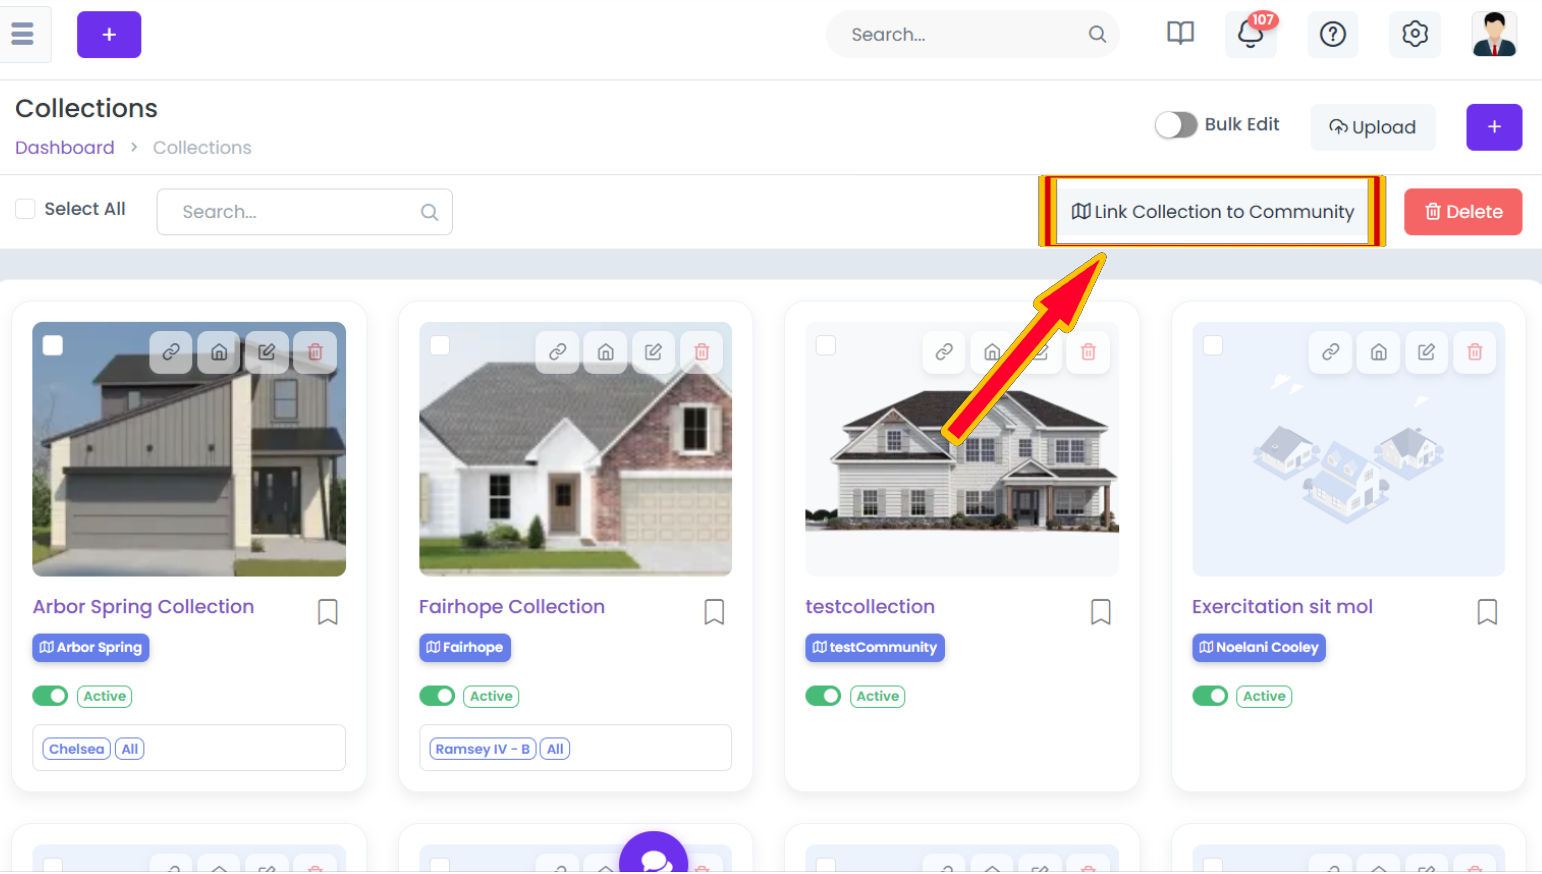 +
Search...
107
Collections
Dashboard > Collections
Bulk Edit
Upload
+
Select All
Search...
Link Collection to Community
Delete
Arbor Spring Collection
Arbor Spring
Active
Chelsea All
Fairhope Collection
Fairhope
Active
Ramsey IV - B All
testcollection
testCommunity
Active
Exercitation sit mol
Noelani Cooley
Active